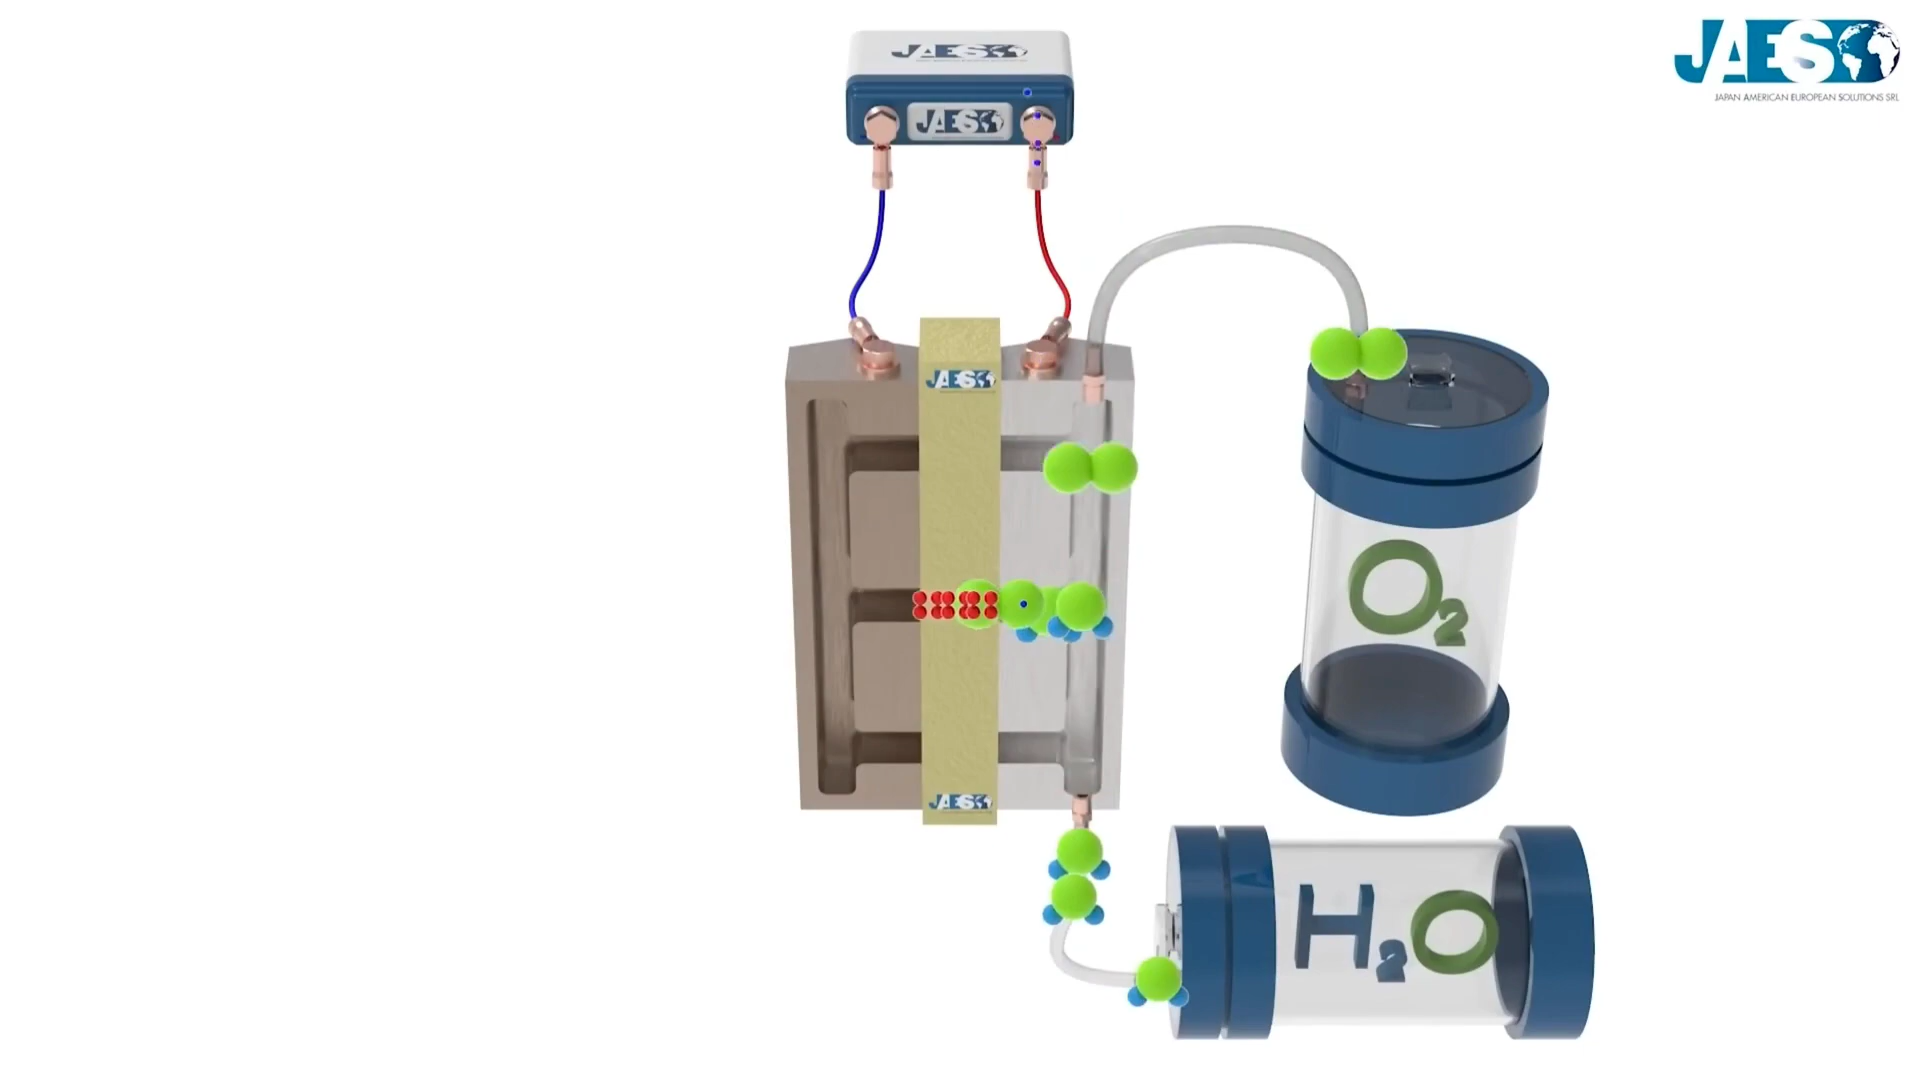 JAES
JAPAN AMERICAN EUROPEAN SOLUTIONS SRL
JAES
JAES
JAES
O2
JAES
H2O